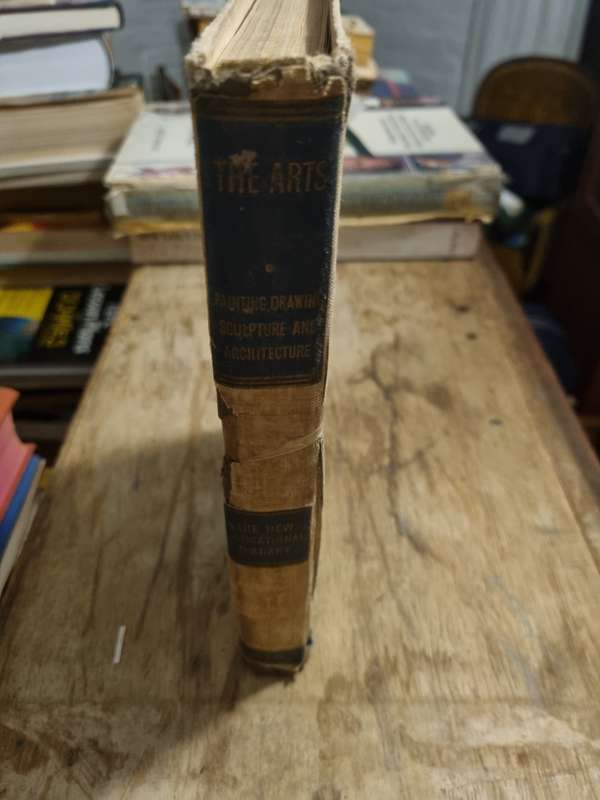 THE ARTS
PAINTING, DRAWING
SCULPTURE AND
ARCHITECTURE
THE NEW
EDUCATIONAL
LIBRARY